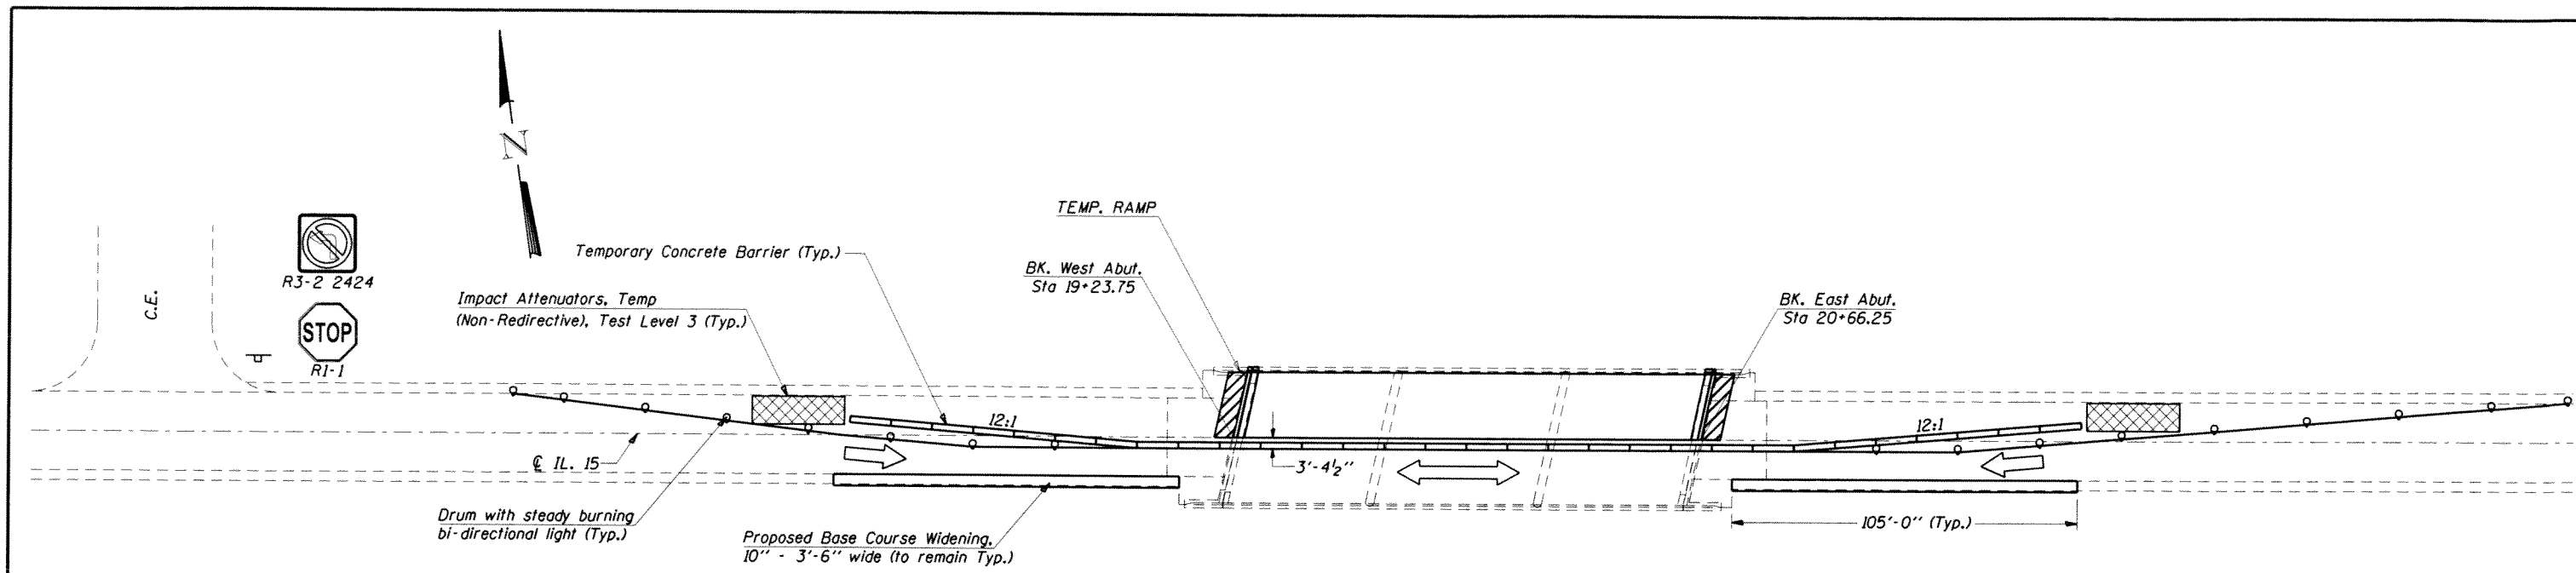 N
TEMP. RAMP
Temporary Concrete Barrier (Typ.)
BK. West Abut.
Sta 19+23.75
R3-2 2424
C.E.
Impact Attenuators, Temp
(Non-Redirective), Test Level 3 (Typ.)
BK. East Abut.
Sta 20+66.25
STOP
R1-1
12:1
12:1
℄ IL. 15
3'-4½"
Drum with steady burning
bi-directional light (Typ.)
Proposed Base Course Widening,
10" - 3'-6" wide (to remain Typ.)
105'-0" (Typ.)